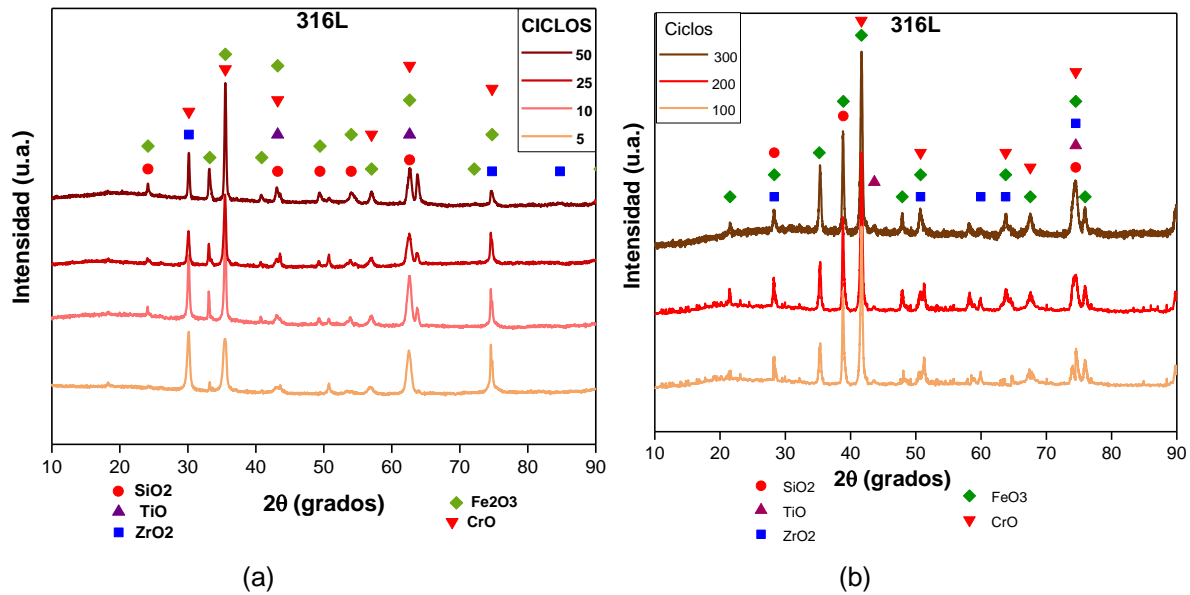 316L
CICLOS
50
25
10
5
Intensidad (u.a.)
10 20 30 40 50 60 70 80 90
2θ (grados)
SiO2
TiO
ZrO2
Fe2O3
CrO
(a)
316L
Ciclos
300
200
100
Intensidad (u.a.)
10 20 30 40 50 60 70 80 90
2θ (grados)
SiO2
TiO
ZrO2
FeO3
CrO
(b)